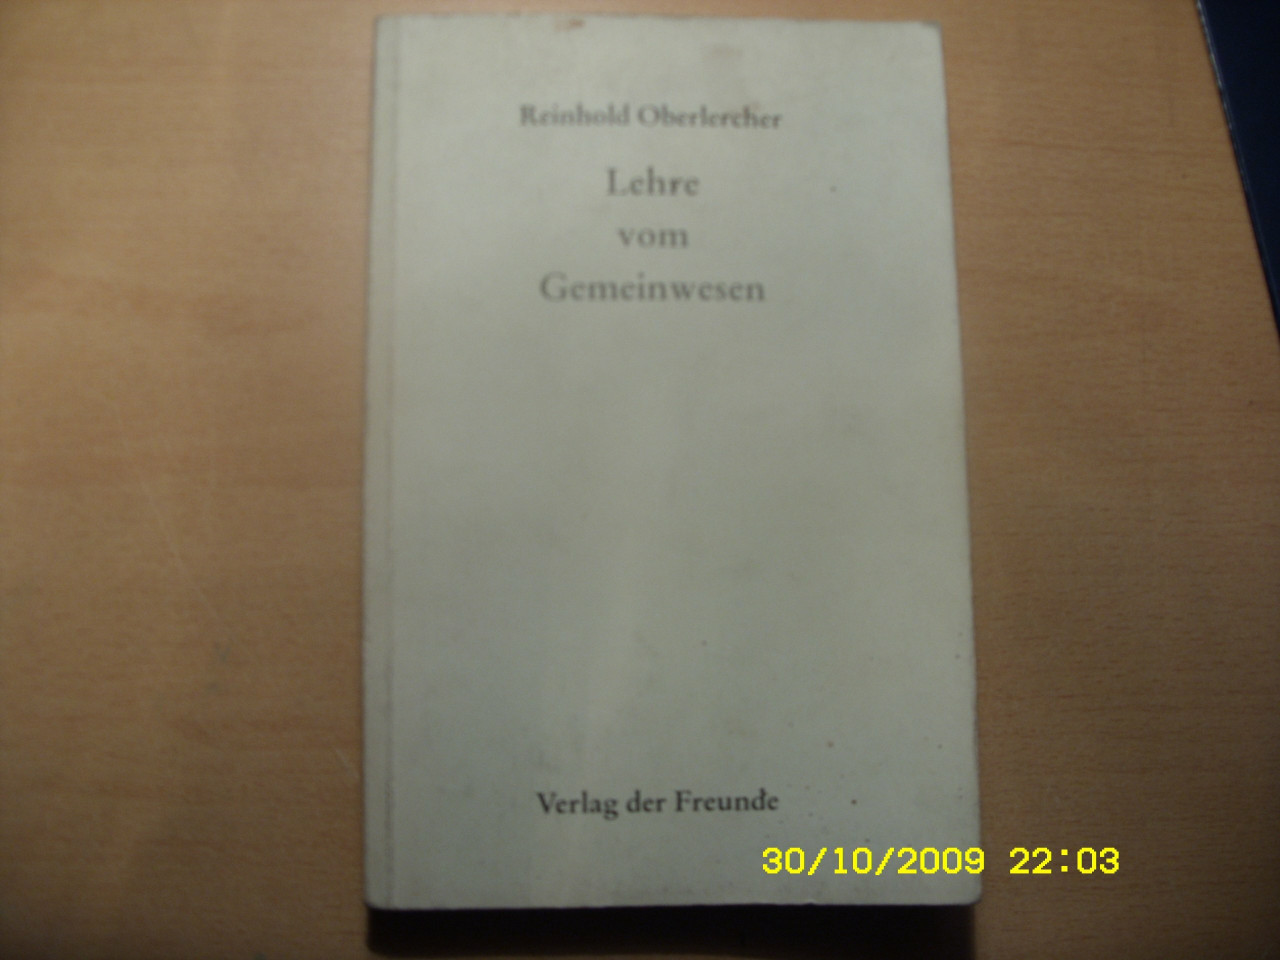 Reinhold Oberlercher
Lehre
vom
Gemeinwesen
Verlag der Freunde
30/10/2009 22:03